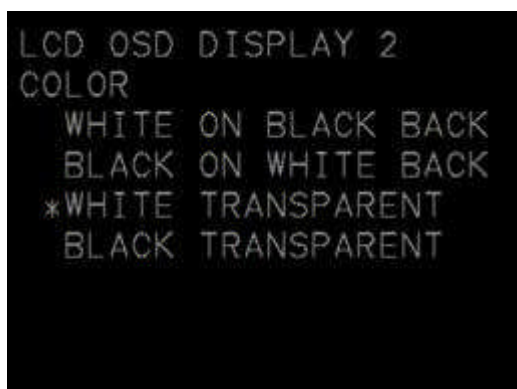 LCD OSD DISPLAY 2
COLOR
WHITE ON BLACK BACK
BLACK ON WHITE BACK
*WHITE TRANSPARENT
BLACK TRANSPARENT